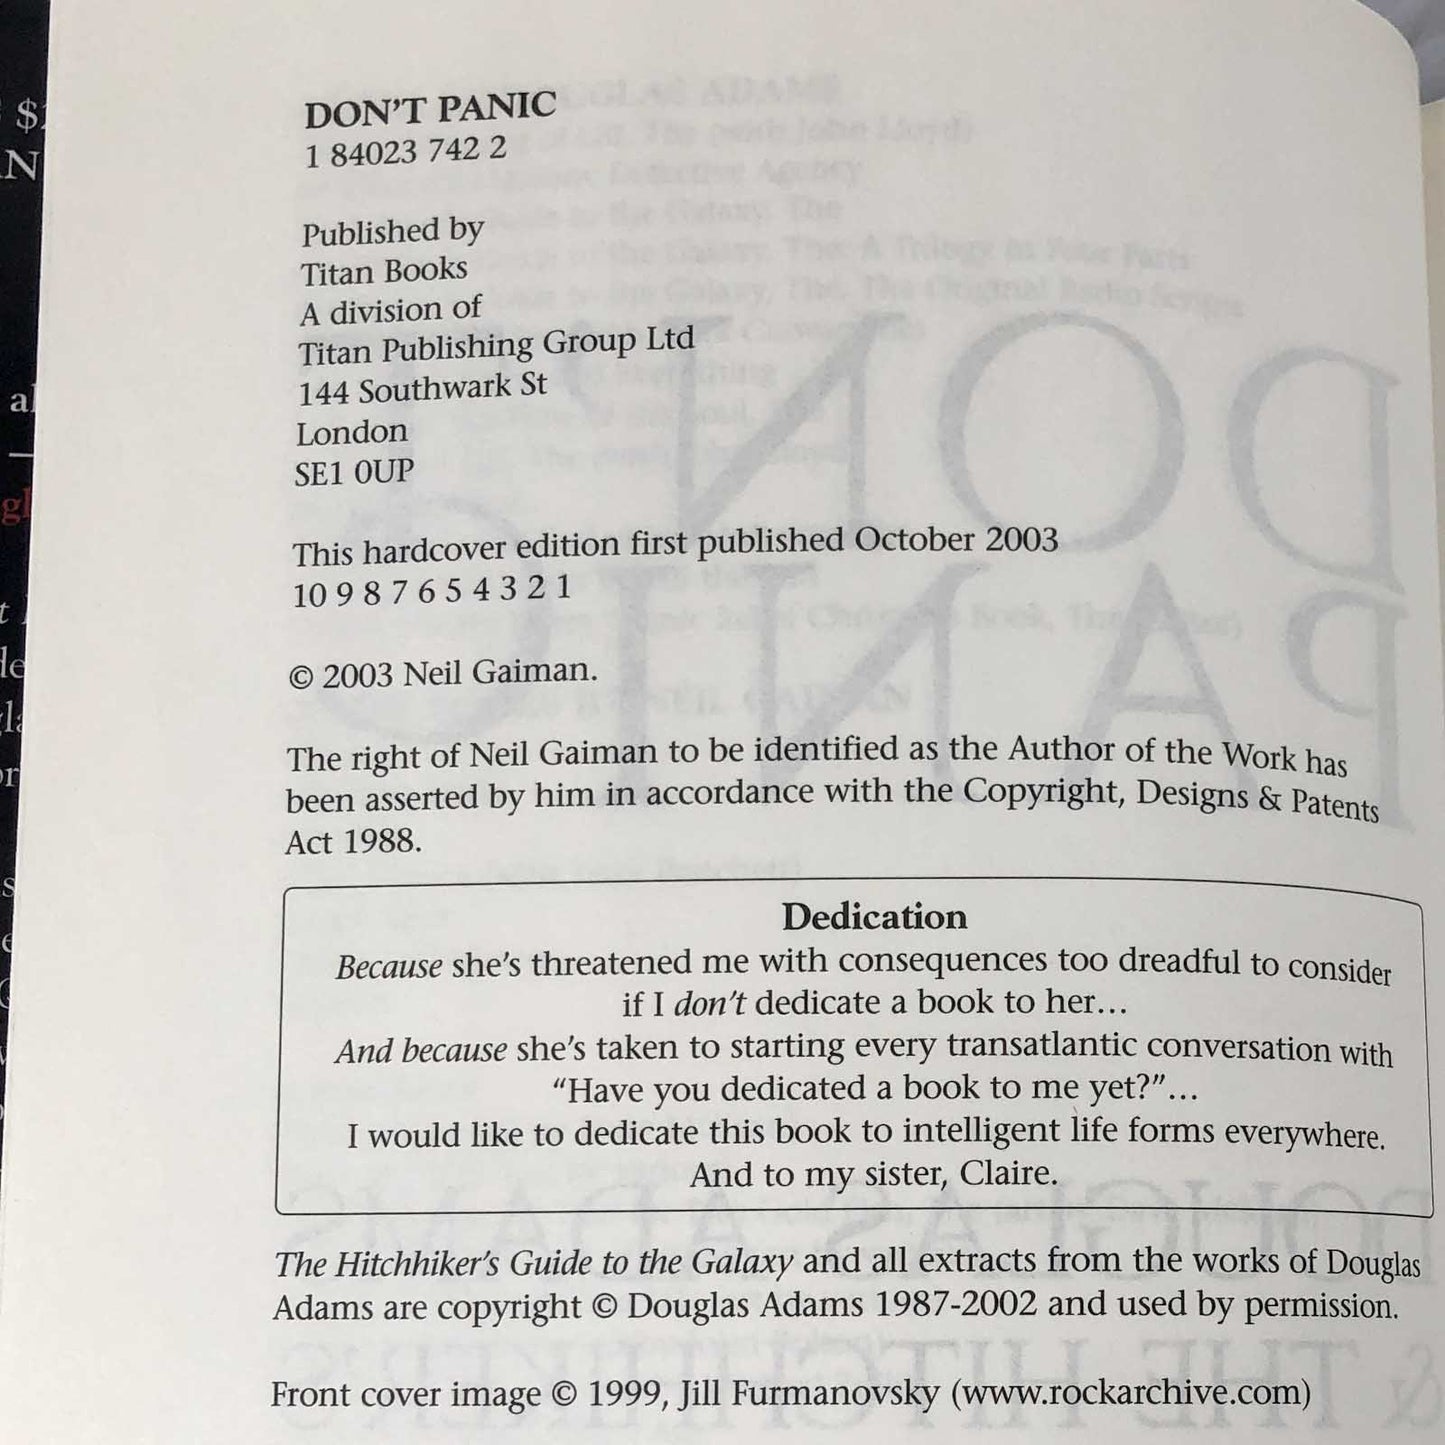 DON'T PANIC
1 84023 742 2
Published by
Titan Books
A division of
Titan Publishing Group Ltd
144 Southwark St
London
SE1 0UP
This hardcover edition first published October 2003
10 9 8 7 6 5 4 3 2 1
© 2003 Neil Gaiman.
The right of Neil Gaiman to be identified as the Author of the Work has
been asserted by him in accordance with the Copyright, Designs & Patents
Act 1988.
Dedication
Because she's threatened me with consequences too dreadful to consider
if I don't dedicate a book to her…
And because she's taken to starting every transatlantic conversation with
“Have you dedicated a book to me yet?”…
I would like to dedicate this book to intelligent life forms everywhere.
And to my sister, Claire.
The Hitchhiker's Guide to the Galaxy and all extracts from the works of Douglas
Adams are copyright © Douglas Adams 1987-2002 and used by permission.
Front cover image © 1999, Jill Furmanovsky (www.rockarchive.com)